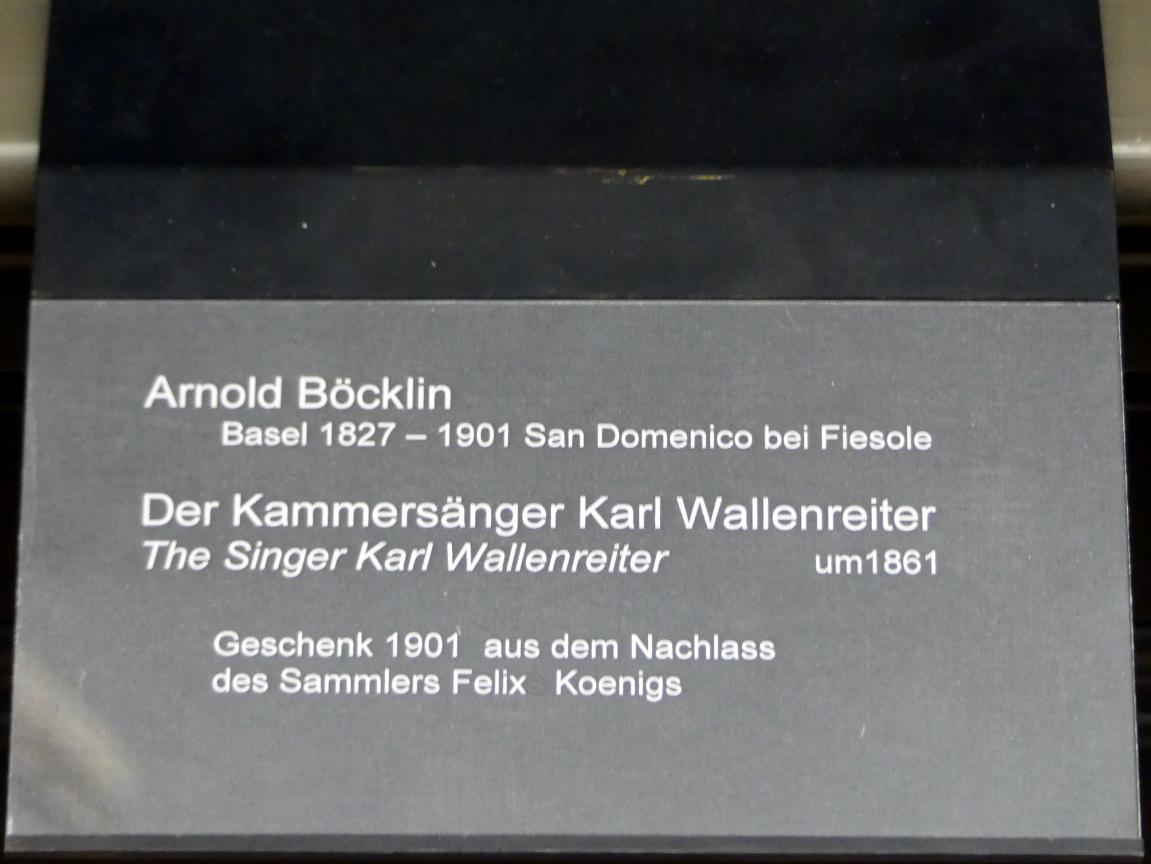 Arnold Böcklin
Basel 1827 – 1901 San Domenico bei Fiesole
Der Kammersänger Karl Wallenreiter
The Singer Karl Wallenreiter um1861
Geschenk 1901 aus dem Nachlass
des Sammlers Felix Koenigs